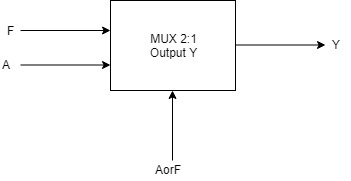 F
MUX 2:1
Output Y
Y
A
AorF